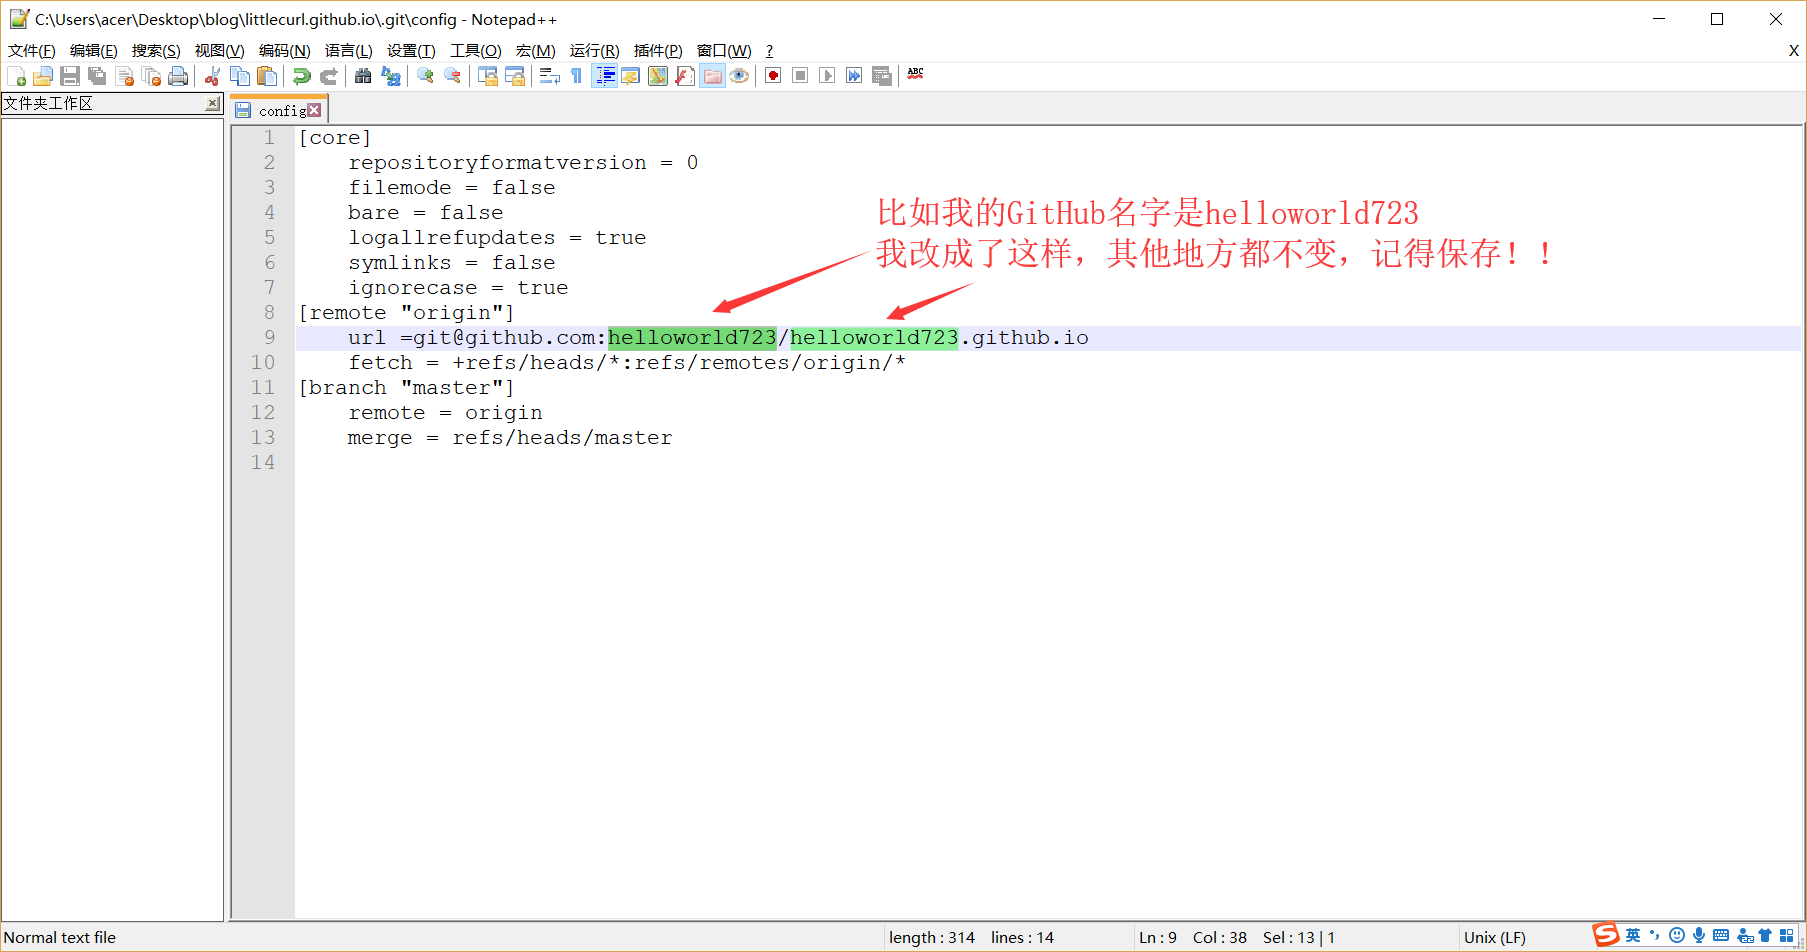 C:\Users\acer\Desktop\blog\littlecurl.github.io\.git\config - Notepad++
文件(F) 编辑(E) 搜索(S) 视图(V) 编码(N) 语言(L) 设置(T) 工具(O) 宏(M) 运行(R) 插件(P) 窗口(W) ? X
ABC
文件夹工作区
config
1 [core]
2 repositoryformatversion = 0
3 filemode = false
4 bare = false
5 logallrefupdates = true
6 symlinks = false
7 ignorecase = true
8 [remote "origin"]
9 url =git@github.com:helloworld723/helloworld723.github.io
10 fetch = +refs/heads/*:refs/remotes/origin/*
11 [branch "master"]
12 remote = origin
13 merge = refs/heads/master
14
比如我的GitHub名字是helloworld723
我改成了这样，其他地方都不变，记得保存！！
Normal text file length : 314 lines : 14 Ln : 9 Col : 38 Sel : 13 | 1 Unix (LF) 英